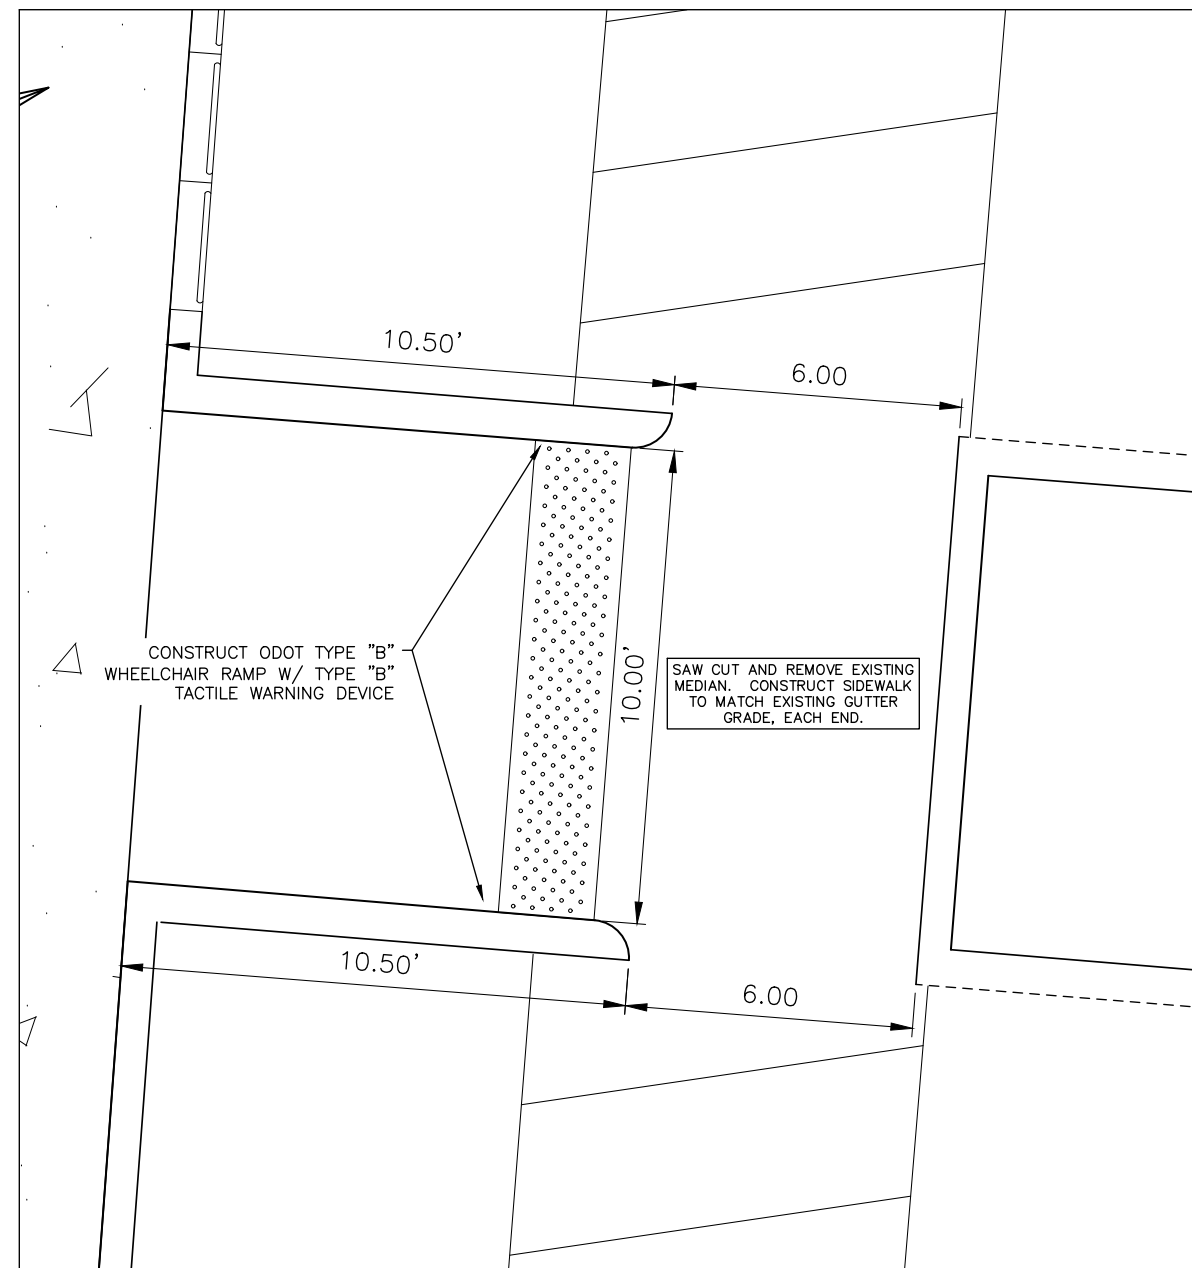 10.50'
6.00
CONSTRUCT ODOT TYPE "B"
WHEELCHAIR RAMP W/ TYPE "B"
TACTILE WARNING DEVICE
10.00'
SAW CUT AND REMOVE EXISTING
MEDIAN. CONSTRUCT SIDEWALK
TO MATCH EXISTING GUTTER
GRADE, EACH END.
10.50'
6.00